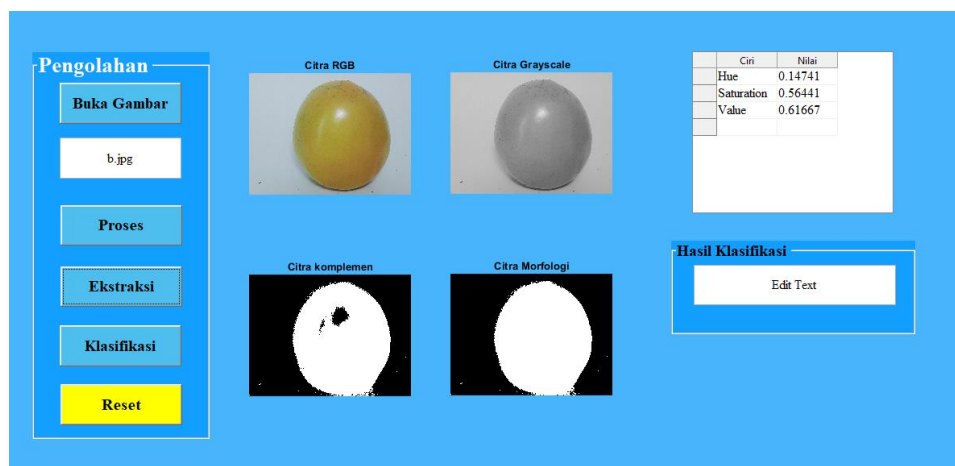 Pengolahan
Buka Gambar
b.jpg
Proses
Ekstraksi
Klasifikasi
Reset
Citra RGB
Citra Grayscale
Citra komplemen
Citra Morfologi
Ciri Nilai
Hue 0.14741
Saturation 0.56441
Value 0.61667
Hasil Klasifikasi
Edit Text